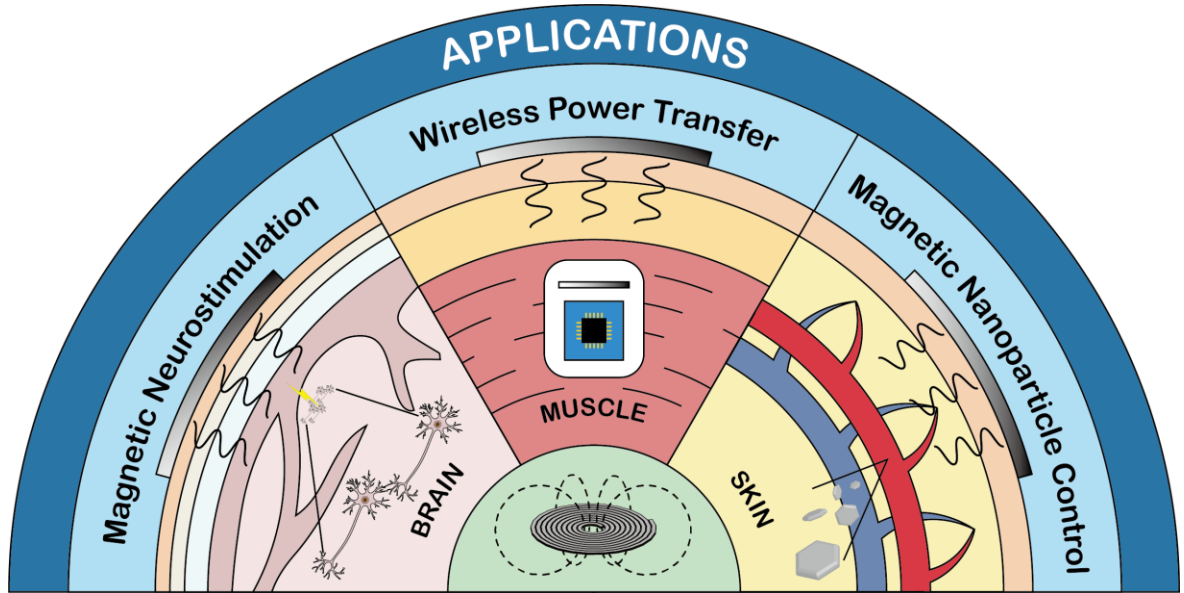 APPLICATIONS
Magnetic Neurostimulation
Wireless Power Transfer
Magnetic Nanoparticle Control
BRAIN
MUSCLE
SKIN